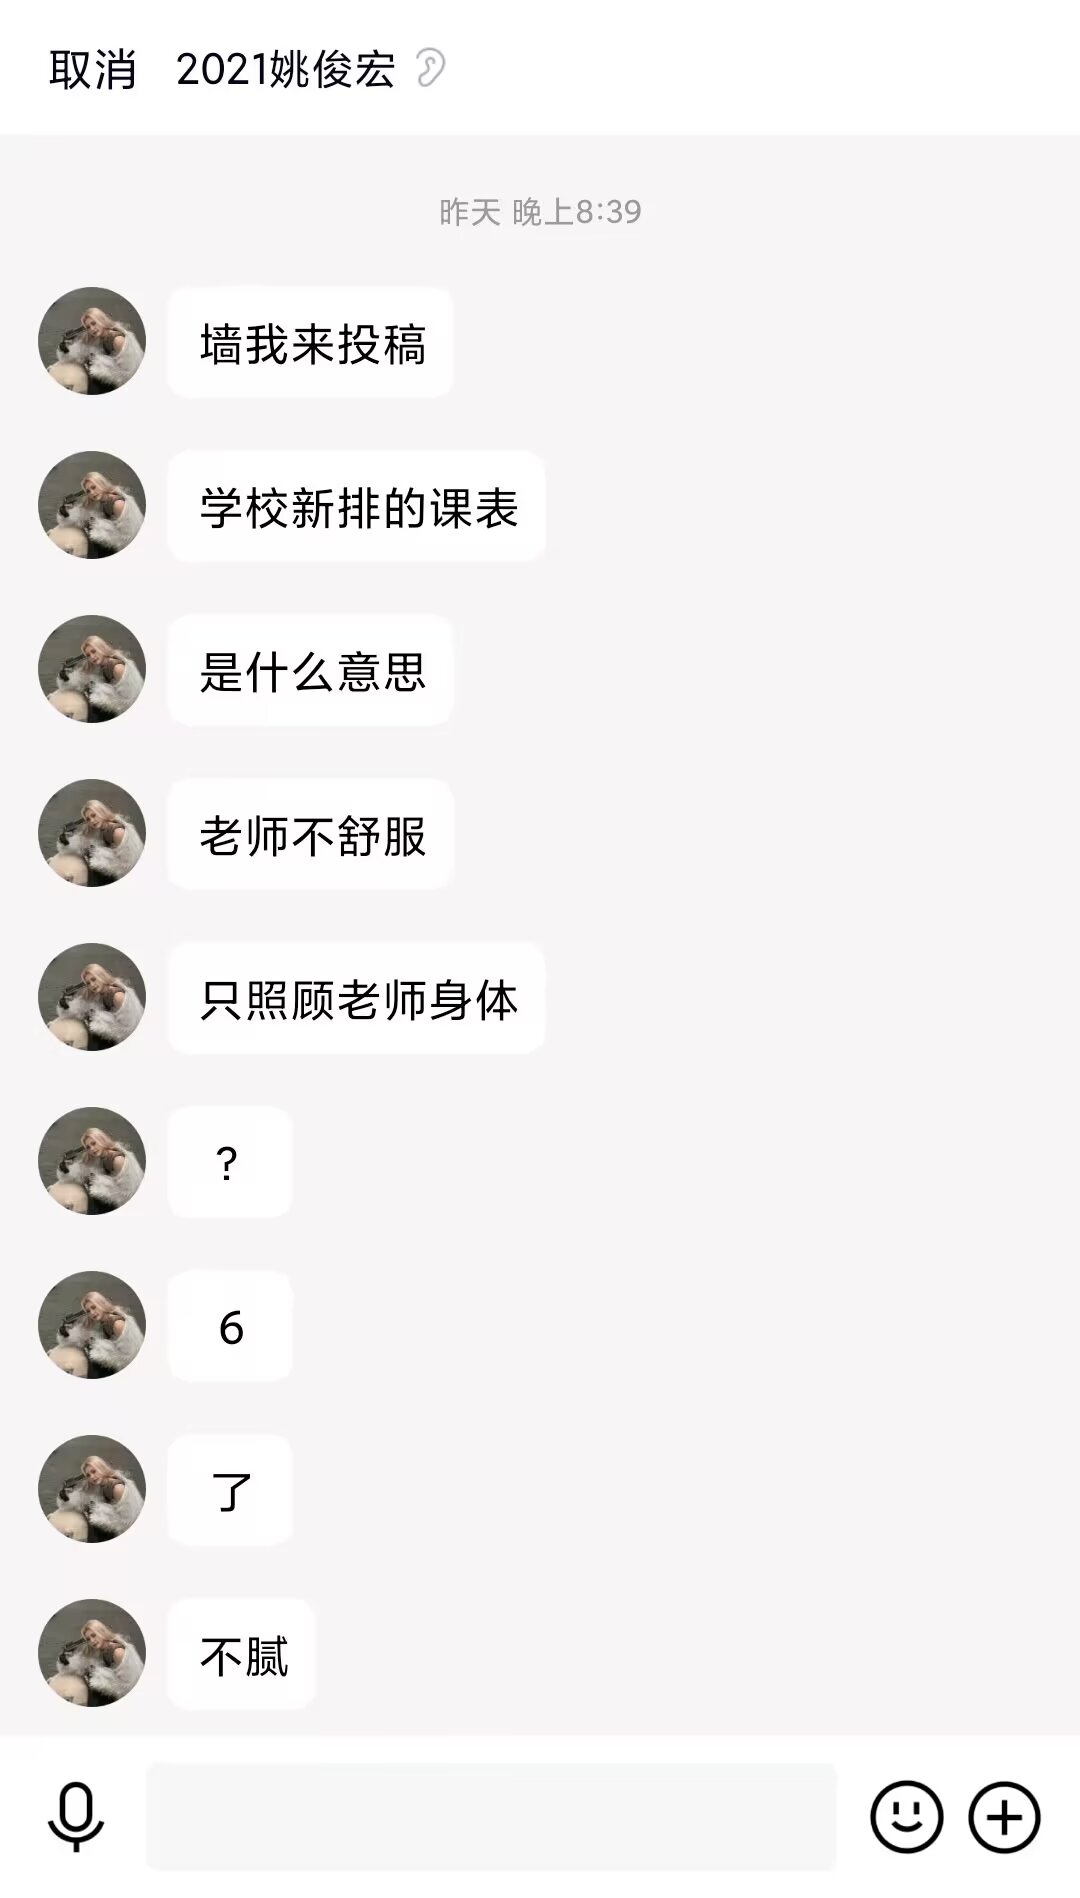 取消 2021姚俊宏
昨天 晚上8:39
墙我来投稿
学校新排的课表
是什么意思
老师不舒服
只照顾老师身体
？
6
了
不腻